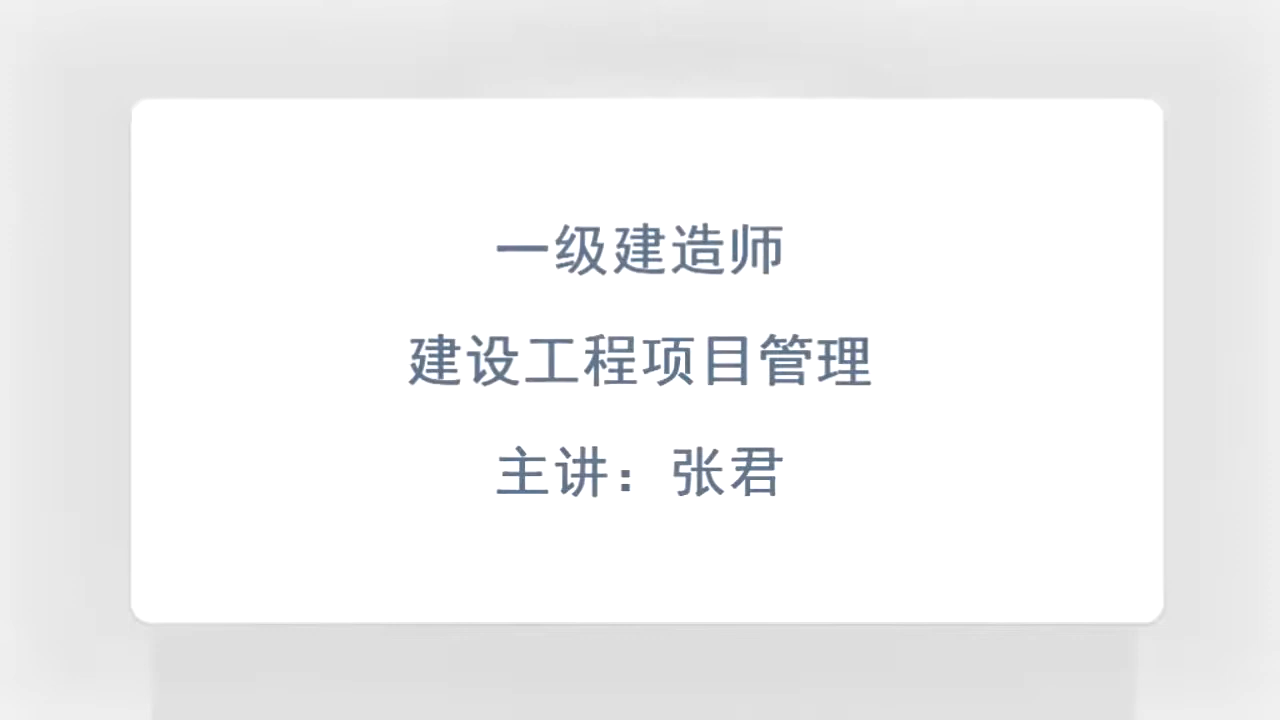 一级建造师
建设工程项目管理
主讲：张君